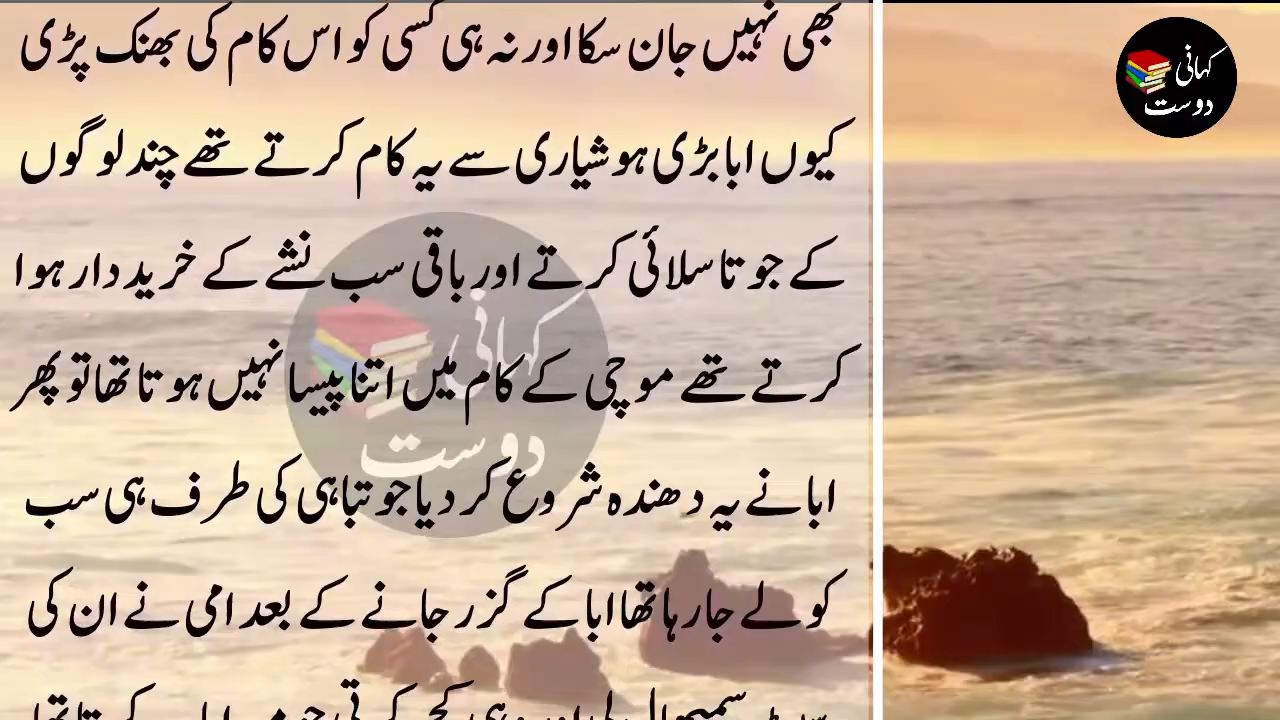 بھی نہیں جان سکا اور نہ ہی کسی کو اس کام کی بھنک پڑی
کیوں ابا بڑی ہوشیاری سے یہ کام کرتے تھے چند لوگوں
کے جوتا سلائی کرتے اور باقی سب نشے کے خریددار ہوا
کرتے تھے موچی کے کام میں اتنا پیسا نہیں ہوتا تھا تو پھر
ابا نے یہ دھندہ شروع کر دیا جو تباہی کی طرف ہی سب
کو لے جا رہا تھا ابا کے گزر جانے کے بعد امی نے ان کی
کہانی
دوست
کہانی
دوست